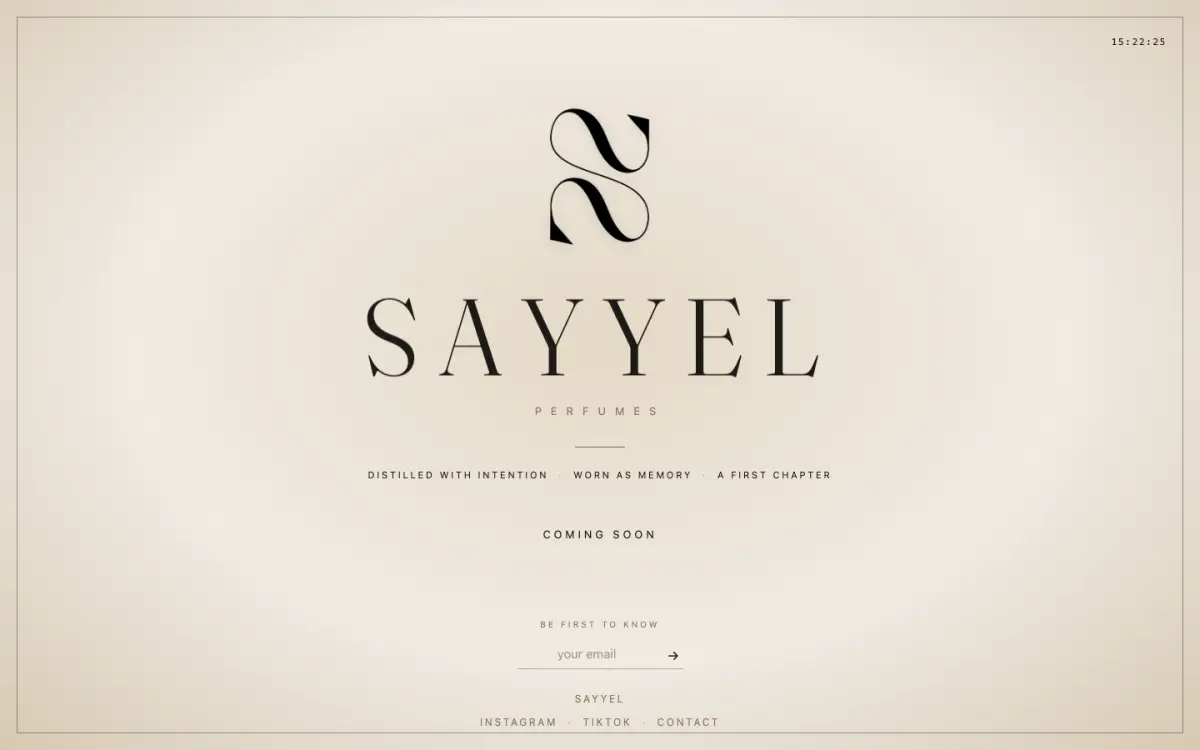 15:22:25
SAYYEL
PERFUMES
DISTILLED WITH INTENTION · WORN AS MEMORY · A FIRST CHAPTER
COMING SOON
BE FIRST TO KNOW
your email →
SAYYEL
INSTAGRAM · TIKTOK · CONTACT